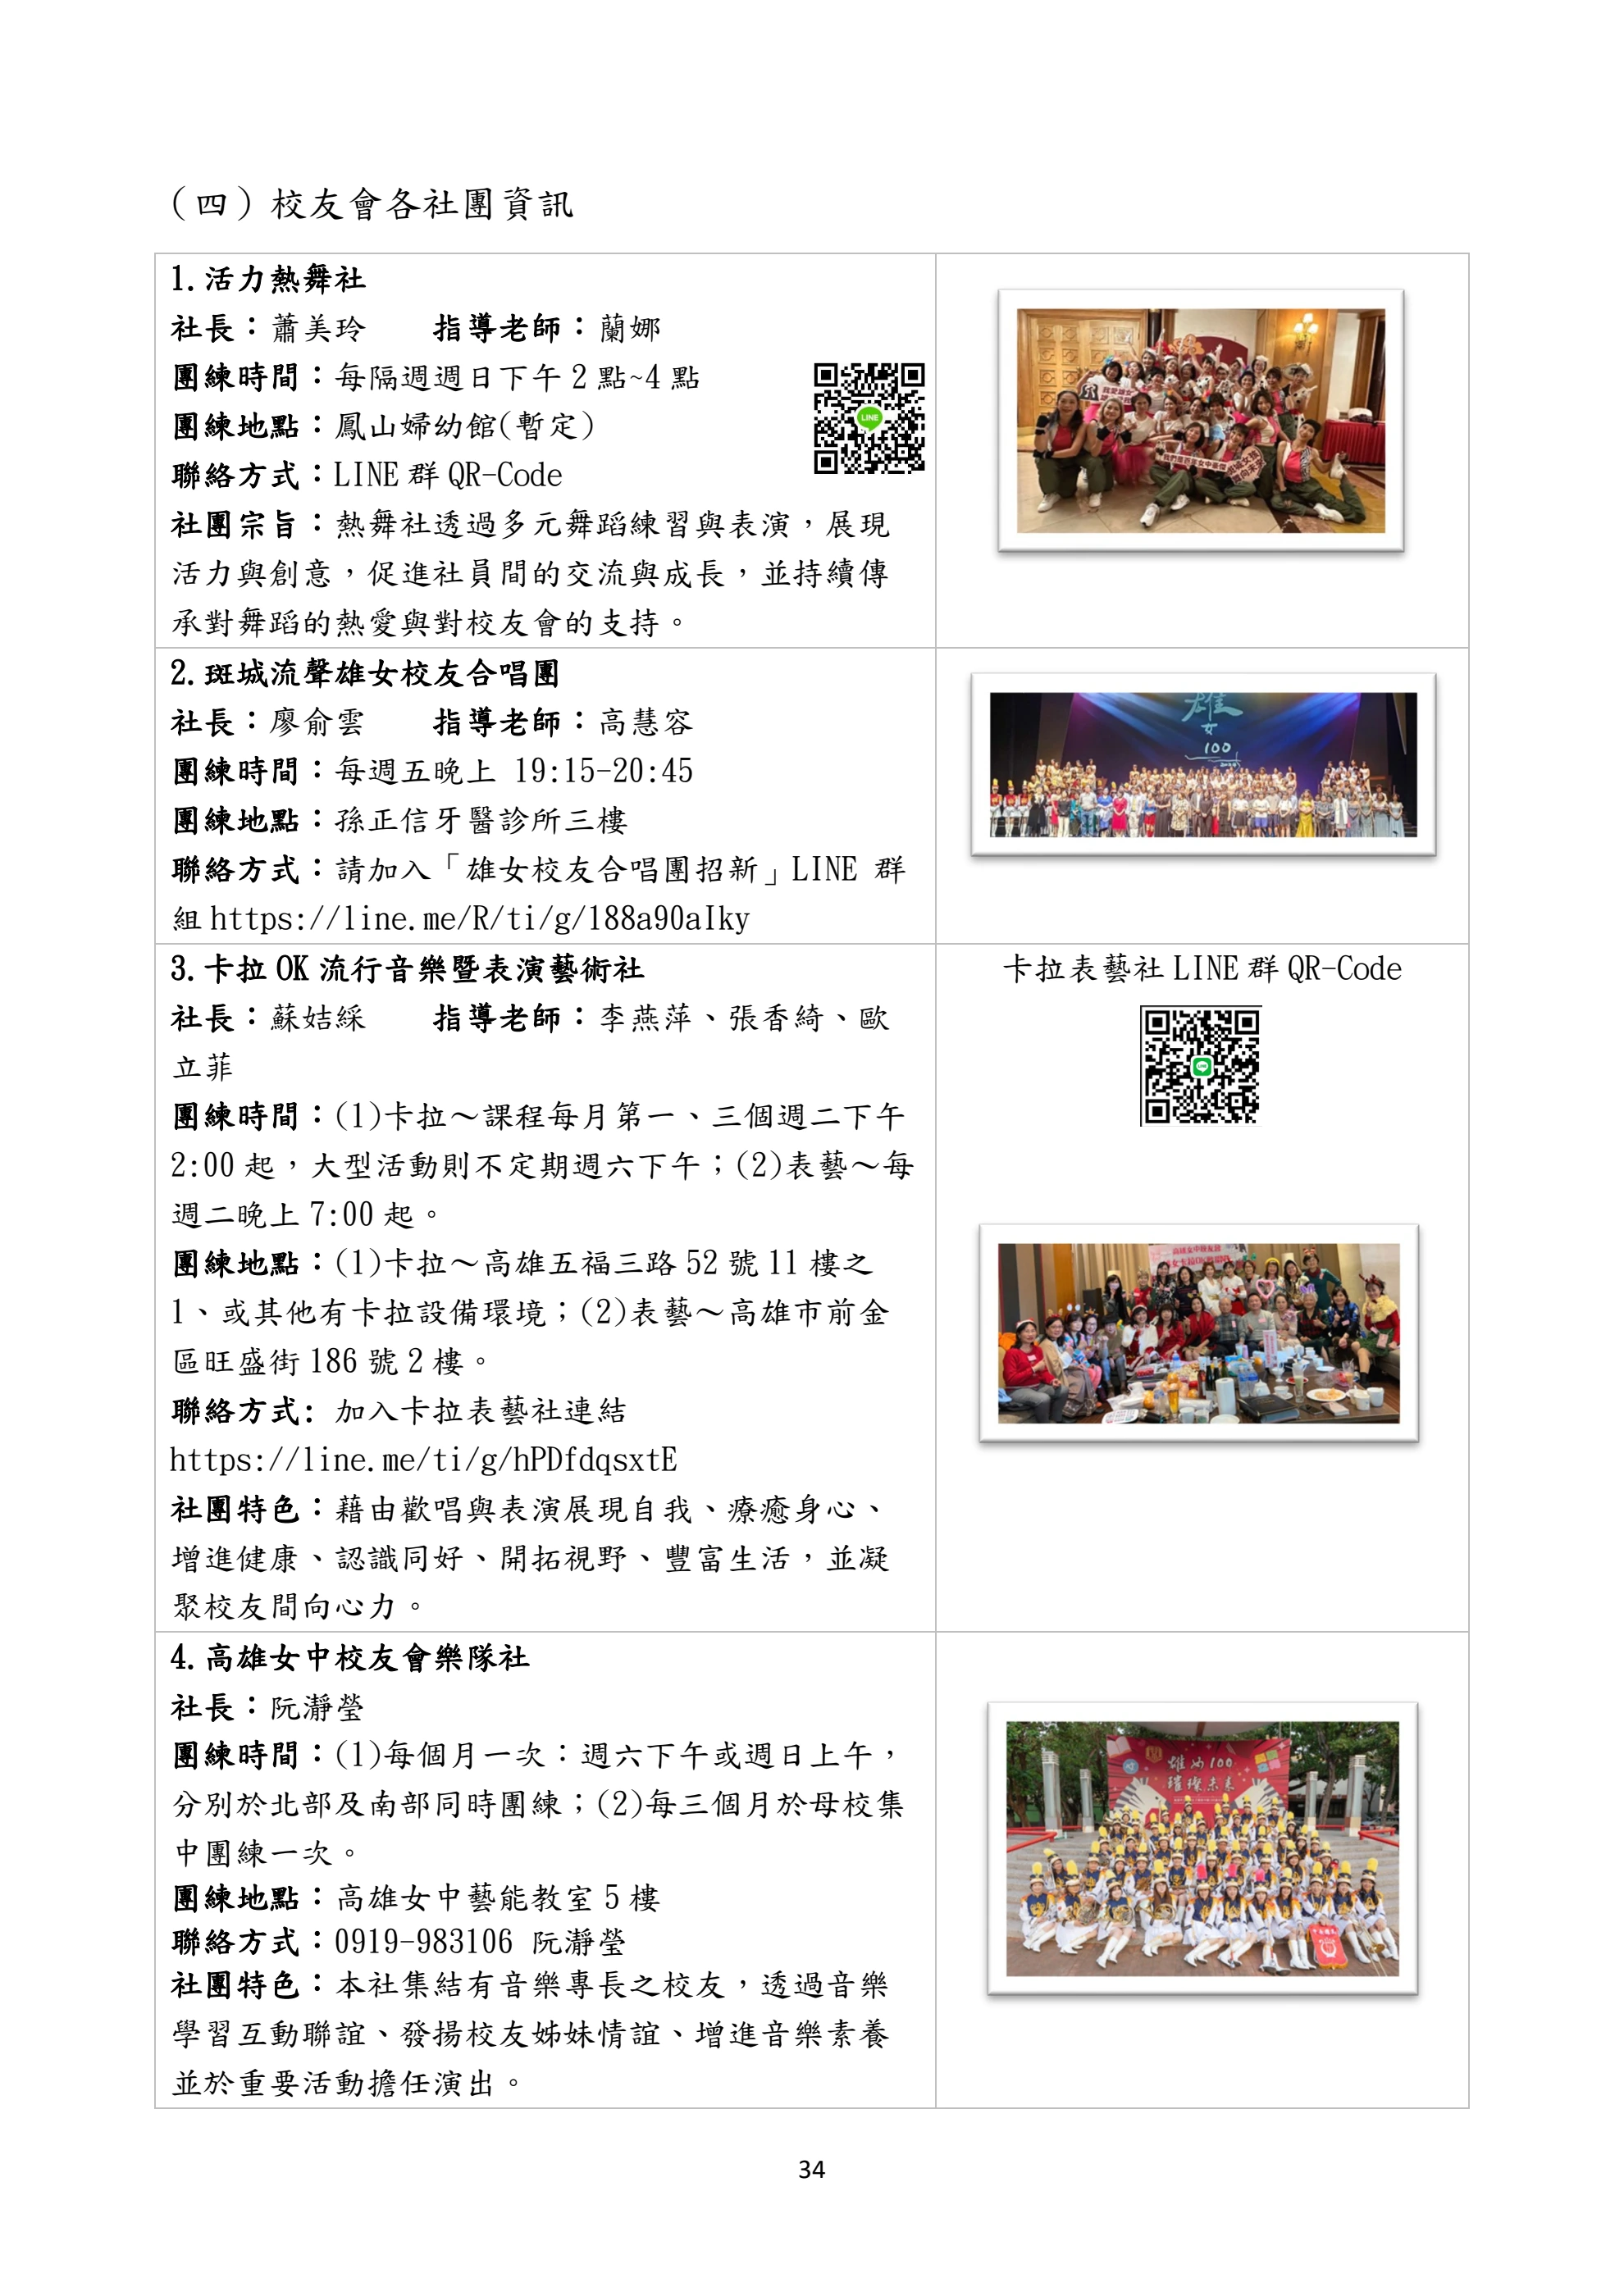 （四）校友會各社團資訊
1.活力熱舞社
社長：蕭美玲　　指導老師：蘭娜
團練時間：每隔週週日下午 2 點~4 點
團練地點：鳳山婦幼館(暫定)
聯絡方式：LINE 群 QR-Code
LINE
社團宗旨：熱舞社透過多元舞蹈練習與表演，展現
活力與創意，促進社員間的交流與成長，並持續傳
承對舞蹈的熱愛與對校友會的支持。
2.斑城流聲雄女校友合唱團
社長：廖俞雲　　指導老師：高慧容
團練時間：每週五晚上 19:15-20:45
團練地點：孫正信牙醫診所三樓
聯絡方式：請加入「雄女校友合唱團招新」LINE 群
組 https://line.me/R/ti/g/188a90aIky
雄
女
100
3.卡拉 OK 流行音樂暨表演藝術社
社長：蘇姞綵　　指導老師：李燕萍、張香綺、歐
立菲
團練時間：(1)卡拉～課程每月第一、三個週二下午
2:00 起，大型活動則不定期週六下午；(2)表藝～每
週二晚上 7:00 起。
團練地點：(1)卡拉～高雄五福三路 52 號 11 樓之
1、或其他有卡拉設備環境；(2)表藝～高雄市前金
區旺盛街 186 號 2 樓。
聯絡方式: 加入卡拉表藝社連結
https://line.me/ti/g/hPDfdqsxtE
社團特色：藉由歡唱與表演展現自我、療癒身心、
增進健康、認識同好、開拓視野、豐富生活，並凝
聚校友間向心力。
卡拉表藝社 LINE 群 QR-Code
4.高雄女中校友會樂隊社
社長：阮瀞瑩
團練時間：(1)每個月一次：週六下午或週日上午，
分別於北部及南部同時團練；(2)每三個月於母校集
中團練一次。
團練地點：高雄女中藝能教室 5 樓
聯絡方式：0919-983106 阮瀞瑩
社團特色：本社集結有音樂專長之校友，透過音樂
學習互動聯誼、發揚校友姊妹情誼、增進音樂素養
並於重要活動擔任演出。
雄女100
璀璨未來
34